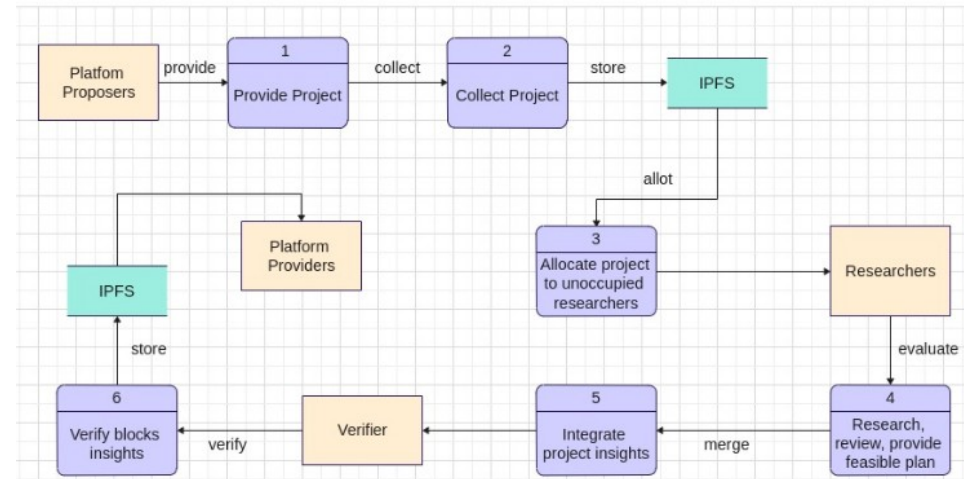 Platfom
Proposers
provide
1
Provide Project
collect
2
Collect Project
store
IPFS
allot
3
Allocate project
to unoccupied
researchers
Researchers
evaluate
4
Research,
review, provide
feasible plan
merge
5
Integrate
project insights
Verifier
verify
6
Verify blocks
insights
store
IPFS
Platform
Providers